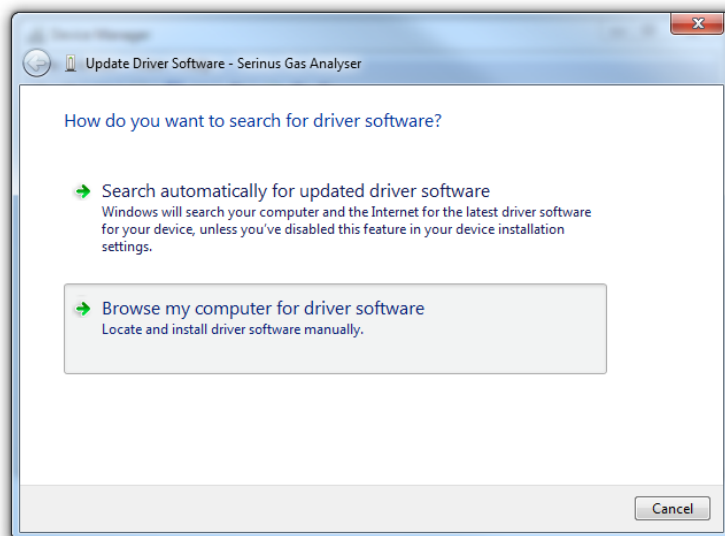 Device Manager
Update Driver Software - Serinus Gas Analyser
How do you want to search for driver software?
Search automatically for updated driver software
Windows will search your computer and the Internet for the latest driver software
for your device, unless you've disabled this feature in your device installation
settings.
Browse my computer for driver software
Locate and install driver software manually.
Cancel